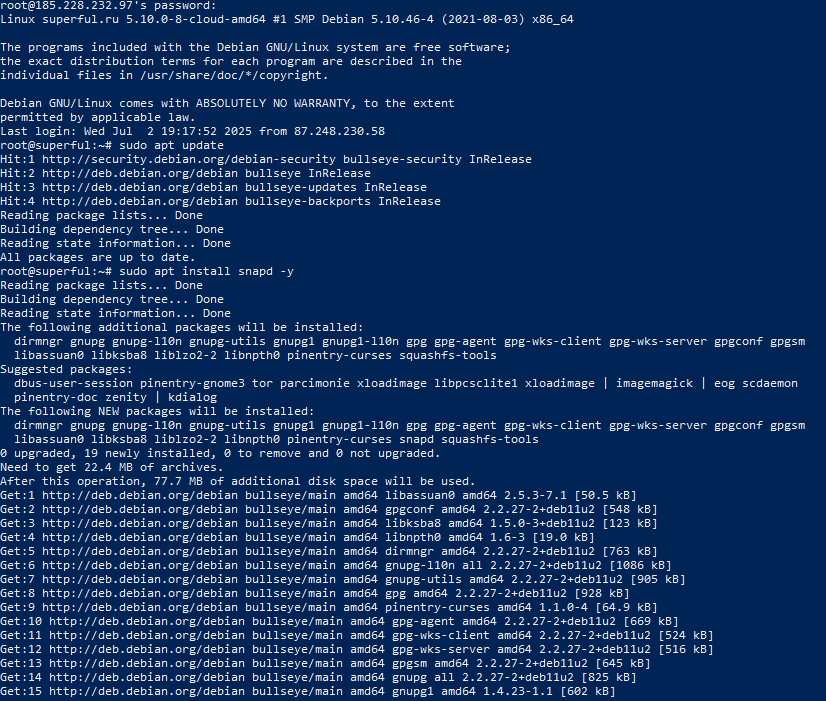 root@185.228.232.97's password:
Linux superful.ru 5.10.0-8-cloud-amd64 #1 SMP Debian 5.10.46-4 (2021-08-03) x86_64
The programs included with the Debian GNU/Linux system are free software;
the exact distribution terms for each program are described in the
individual files in /usr/share/doc/*/copyright.
Debian GNU/Linux comes with ABSOLUTELY NO WARRANTY, to the extent
permitted by applicable law.
Last login: Wed Jul  2 19:17:52 2025 from 87.248.230.58
root@superful:~# sudo apt update
Hit:1 http://security.debian.org/debian-security bullseye-security InRelease
Hit:2 http://deb.debian.org/debian bullseye InRelease
Hit:3 http://deb.debian.org/debian bullseye-updates InRelease
Hit:4 http://deb.debian.org/debian bullseye-backports InRelease
Reading package lists... Done
Building dependency tree... Done
Reading state information... Done
All packages are up to date.
root@superful:~# sudo apt install snapd -y
Reading package lists... Done
Building dependency tree... Done
Reading state information... Done
The following additional packages will be installed:
  dirmngr gnupg gnupg-l10n gnupg-utils gnupg1 gnupg1-l10n gpg gpg-agent gpg-wks-client gpg-wks-server gpgconf gpgsm
  libassuan0 libksba8 liblzo2-2 libnpth0 pinentry-curses squashfs-tools
Suggested packages:
  dbus-user-session pinentry-gnome3 tor parcimonie xloadimage libpcsclite1 xloadimage | imagemagick | eog scdaemon
  pinentry-doc zenity | kdialog
The following NEW packages will be installed:
  dirmngr gnupg gnupg-l10n gnupg-utils gnupg1 gnupg1-l10n gpg gpg-agent gpg-wks-client gpg-wks-server gpgconf gpgsm
  libassuan0 libksba8 liblzo2-2 libnpth0 pinentry-curses snapd squashfs-tools
0 upgraded, 19 newly installed, 0 to remove and 0 not upgraded.
Need to get 22.4 MB of archives.
After this operation, 77.7 MB of additional disk space will be used.
Get:1 http://deb.debian.org/debian bullseye/main amd64 libassuan0 amd64 2.5.3-7.1 [50.5 kB]
Get:2 http://deb.debian.org/debian bullseye/main amd64 gpgconf amd64 2.2.27-2+deb11u2 [548 kB]
Get:3 http://deb.debian.org/debian bullseye/main amd64 libksba8 amd64 1.5.0-3+deb11u2 [123 kB]
Get:4 http://deb.debian.org/debian bullseye/main amd64 libnpth0 amd64 1.6-3 [19.0 kB]
Get:5 http://deb.debian.org/debian bullseye/main amd64 dirmngr amd64 2.2.27-2+deb11u2 [763 kB]
Get:6 http://deb.debian.org/debian bullseye/main amd64 gnupg-l10n all 2.2.27-2+deb11u2 [1086 kB]
Get:7 http://deb.debian.org/debian bullseye/main amd64 gnupg-utils amd64 2.2.27-2+deb11u2 [905 kB]
Get:8 http://deb.debian.org/debian bullseye/main amd64 gpg amd64 2.2.27-2+deb11u2 [928 kB]
Get:9 http://deb.debian.org/debian bullseye/main amd64 pinentry-curses amd64 1.1.0-4 [64.9 kB]
Get:10 http://deb.debian.org/debian bullseye/main amd64 gpg-agent amd64 2.2.27-2+deb11u2 [669 kB]
Get:11 http://deb.debian.org/debian bullseye/main amd64 gpg-wks-client amd64 2.2.27-2+deb11u2 [524 kB]
Get:12 http://deb.debian.org/debian bullseye/main amd64 gpg-wks-server amd64 2.2.27-2+deb11u2 [516 kB]
Get:13 http://deb.debian.org/debian bullseye/main amd64 gpgsm amd64 2.2.27-2+deb11u2 [645 kB]
Get:14 http://deb.debian.org/debian bullseye/main amd64 gnupg all 2.2.27-2+deb11u2 [825 kB]
Get:15 http://deb.debian.org/debian bullseye/main amd64 gnupg1 amd64 1.4.23-1.1 [602 kB]